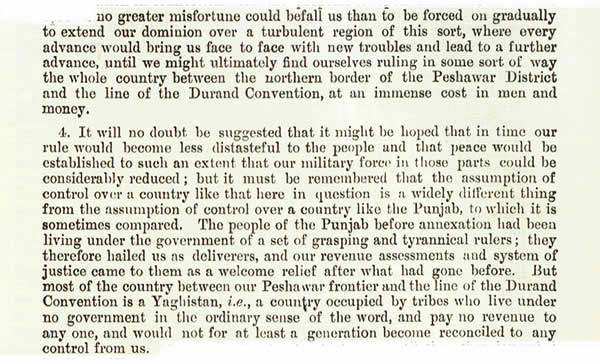 no greater misfortune could befall us than to be forced on gradually
to extend our dominion over a turbulent region of this sort, where every
advance would bring us face to face with new troubles and lead to a further
advance, until we might ultimately find ourselves ruling in some sort of way
the whole country between the northern border of the Peshawar District
and the line of the Durand Convention, at an immense cost in men and
money.
4. It will no doubt be suggested that it might be hoped that in time our
rule would become less distasteful to the people and that peace would be
established to such an extent that our military force in those parts could be
considerably reduced; but it must be remembered that the assumption of
control over a country like that here in question is a widely different thing
from the assumption of control over a country like the Punjab, to which it is
sometimes compared. The people of the Punjab before annexation had been
living under the government of a set of grasping and tyrannical rulers; they
therefore hailed us as deliverers, and our revenue assessments and system of
justice came to them as a welcome relief after what had gone before. But
most of the country between our Peshawar frontier and the line of the Durand
Convention is a Yaghistan, i.e., a country occupied by tribes who live under
no government in the ordinary sense of the word, and pay no revenue to
any one, and would not for at least a generation become reconciled to any
control from us.